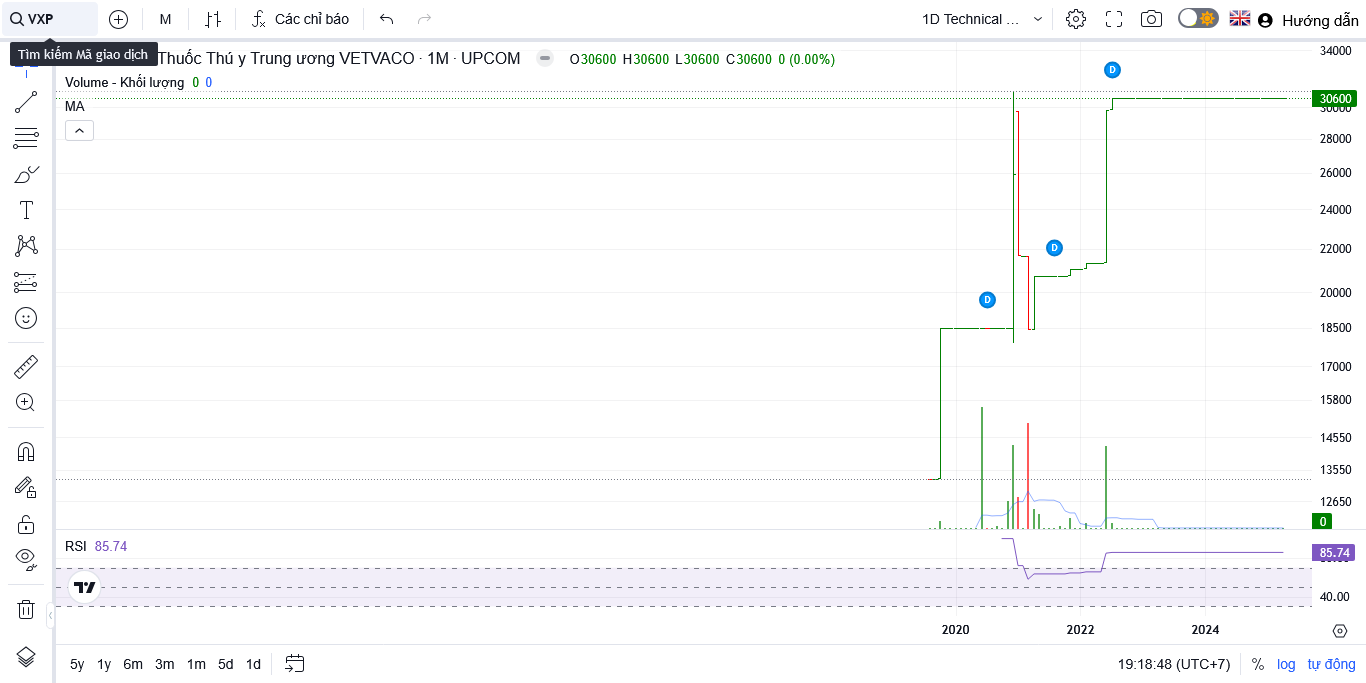 VXP
M
Các chỉ báo
1D Technical ...
Hướng dẫn
Tìm kiếm Mã giao dịch
Thuốc Thú y Trung ương VETVACO · 1M · UPCOM
O30600 H30600 L30600 C30600 0 (0.00%)
Volume - Khối lượng 0 0
MA
D
D
D
34000
30600
30000
28000
26000
24000
22000
20000
18500
17000
15800
14550
13550
12650
0
RSI 85.74
85.74
40.00
2020
2022
2024
5y 1y 6m 3m 1m 5d 1d
19:18:48 (UTC+7)
% log tự động